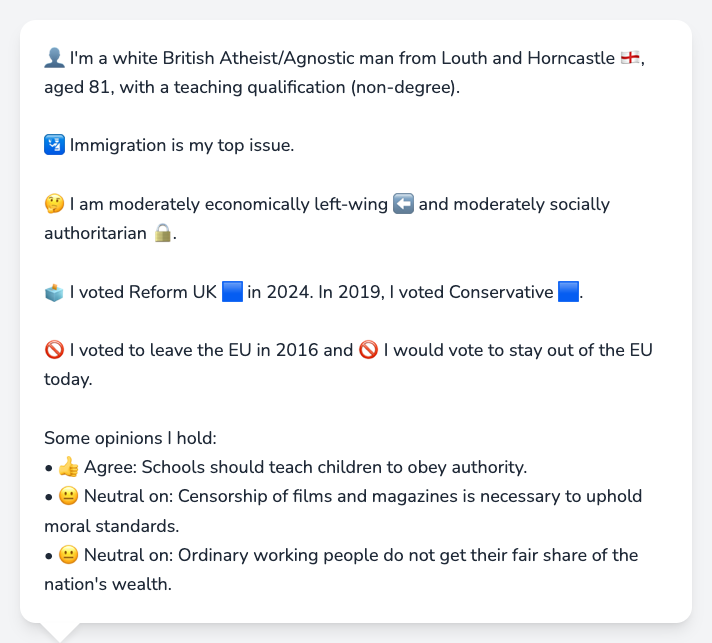 👤 I'm a white British Atheist/Agnostic man from Louth and Horncastle 🏴󠁧󠁢󠁥󠁮󠁧󠁿,
aged 81, with a teaching qualification (non-degree).
🛂 Immigration is my top issue.
🤔 I am moderately economically left-wing ⬅️ and moderately socially
authoritarian 🔒.
🗳️ I voted Reform UK 🟦 in 2024. In 2019, I voted Conservative 🟦.
🚫 I voted to leave the EU in 2016 and 🚫 I would vote to stay out of the EU
today.
Some opinions I hold:
• 👍 Agree: Schools should teach children to obey authority.
• 😐 Neutral on: Censorship of films and magazines is necessary to uphold
moral standards.
• 😐 Neutral on: Ordinary working people do not get their fair share of the
nation's wealth.